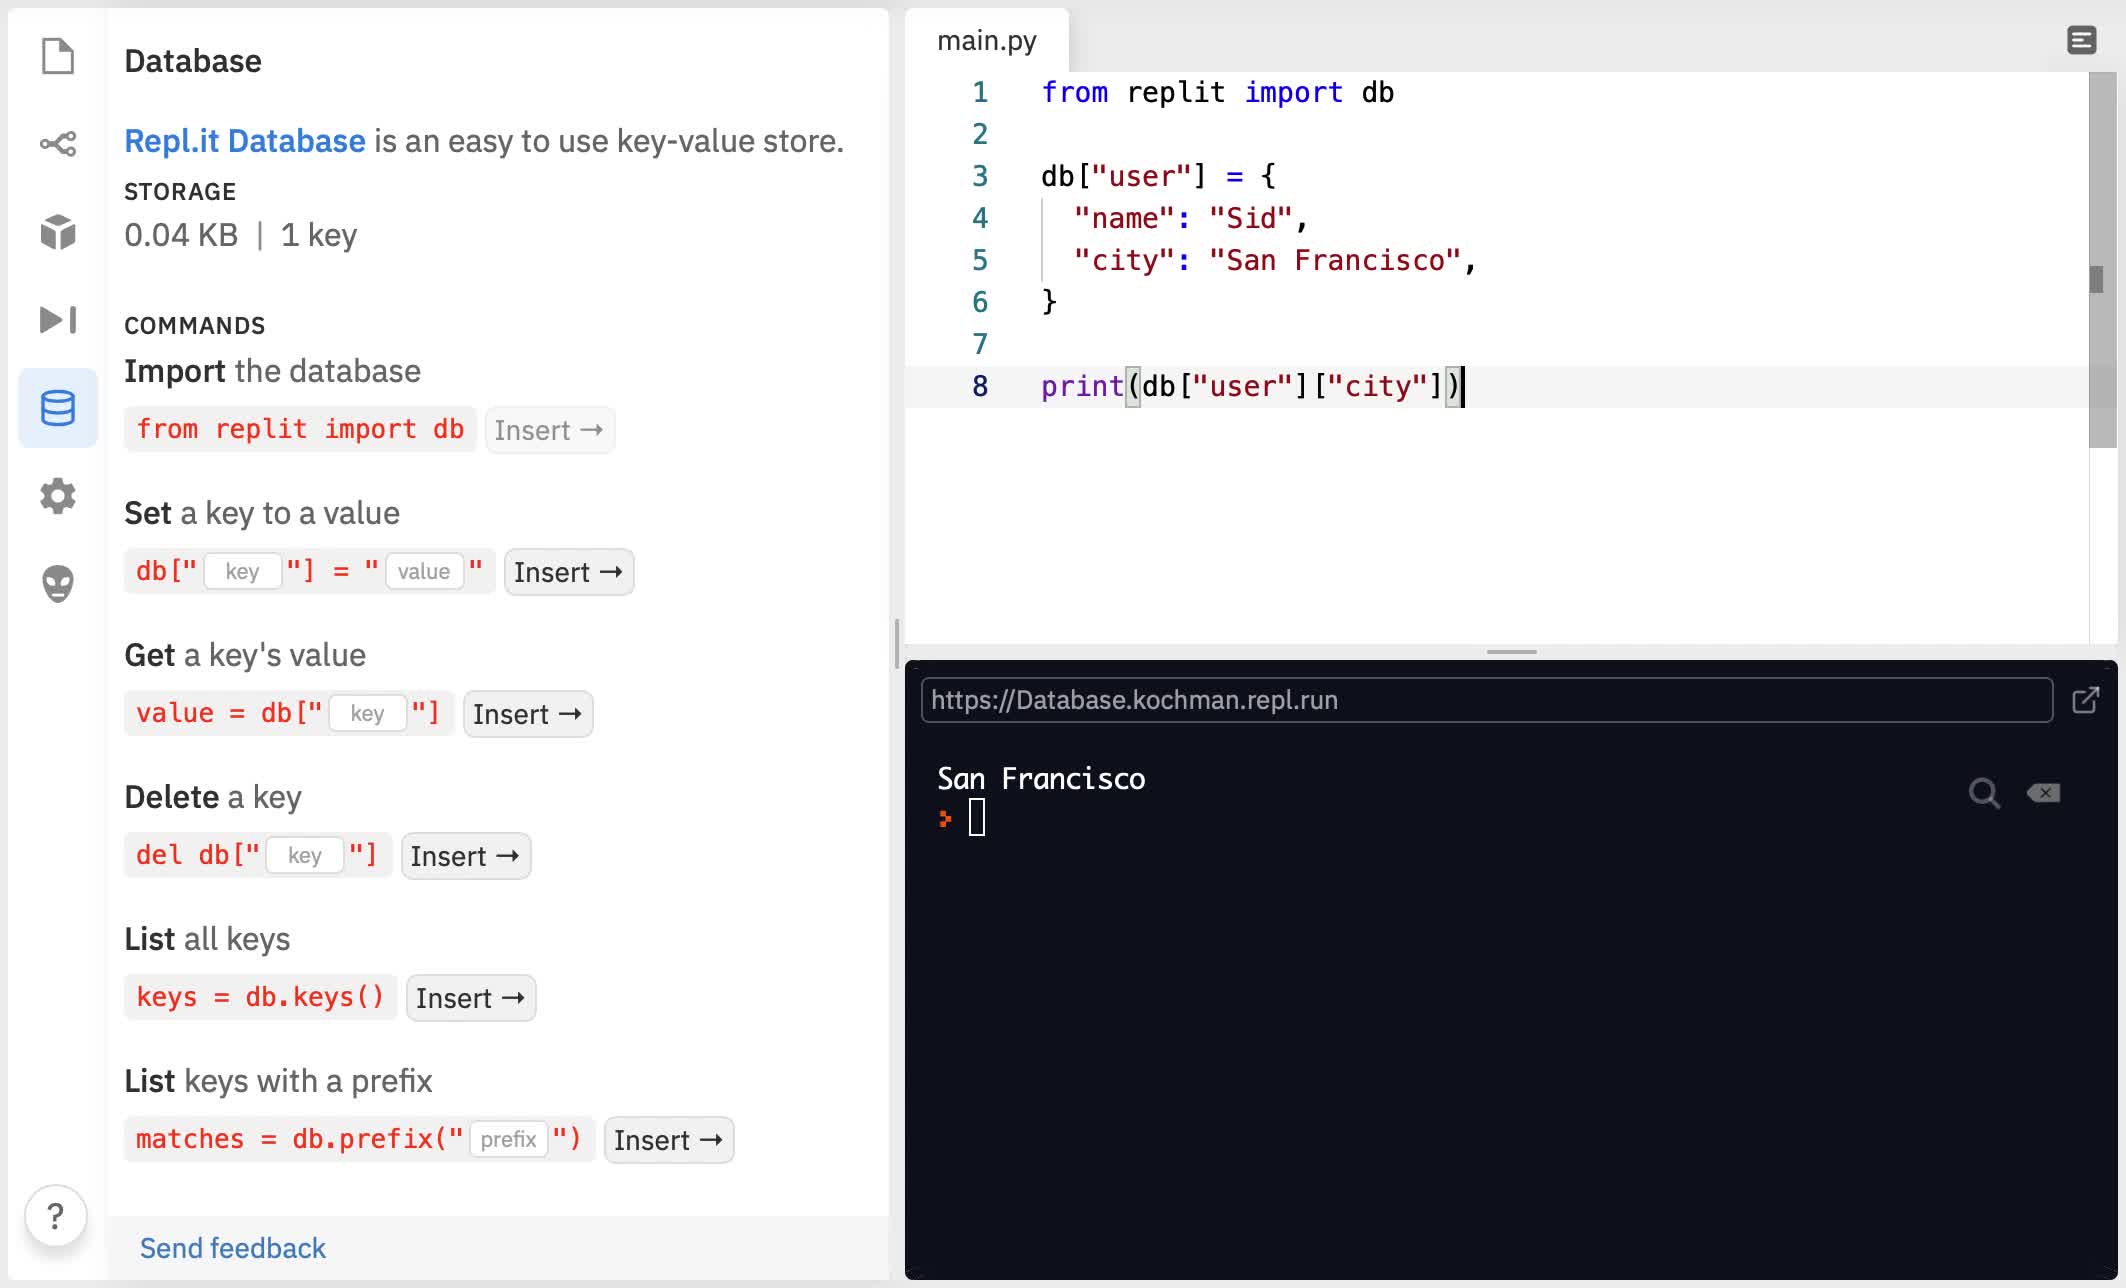 Database
Repl.it Database is an easy to use key-value store.
STORAGE
0.04 KB | 1 key
COMMANDS
Import the database
from replit import db Insert →
Set a key to a value
db[" key "] = " value " Insert →
Get a key's value
value = db[" key "] Insert →
Delete a key
del db[" key "] Insert →
List all keys
keys = db.keys() Insert →
List keys with a prefix
matches = db.prefix(" prefix ") Insert →
?
Send feedback
main.py
1 from replit import db
2
3 db["user"] = {
4 "name": "Sid",
5 "city": "San Francisco",
6 }
7
8 print(db["user"]["city"])
https://Database.kochman.repl.run
San Francisco